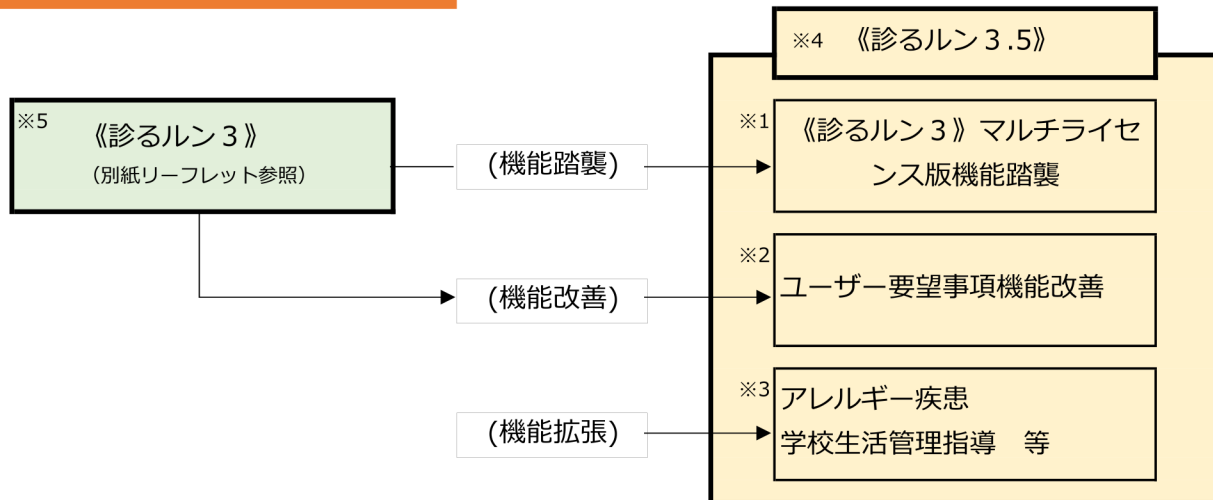 ※4 《診るルン３.5》
※5 《診るルン３》
（別紙リーフレット参照）
(機能踏襲)
※1 《診るルン３》マルチライセ
ンス版機能踏襲
(機能改善)
※2 ユーザー要望事項機能改善
(機能拡張)
※3 アレルギー疾患
学校生活管理指導　等